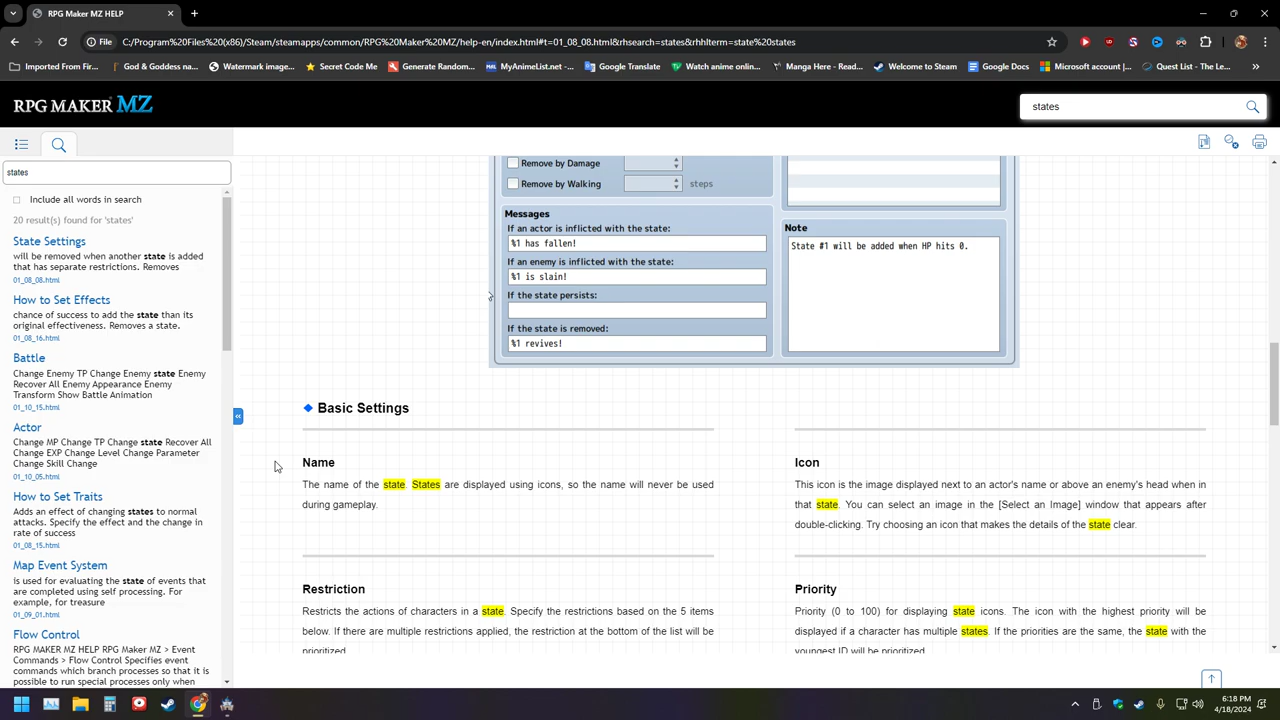 RPG Maker MZ HELP
File
C:/Program%20Files%20(x86)/Steam/steamapps/common/RPG%20Maker%20MZ/help-en/index.html#t=01_08_08.html&rhsearch=states&rhhlterm=state%20states
Imported From Fir...
God & Goddess na...
Watermark image...
Secret Code Me
Generate Random...
MyAnimeList.net -...
Google Translate
Watch anime onlin...
Manga Here - Read...
Welcome to Steam
Google Docs
Microsoft account |...
Quest List - The Le...
RPG MAKER MZ
states
states
Include all words in search
20 result(s) found for 'states'
State Settings
will be removed when another state is added
that has separate restrictions. Removes
01_08_08.html
How to Set Effects
chance of success to add the state than its
original effectiveness. Removes a state.
01_08_16.html
Battle
Change Enemy TP Change Enemy state Enemy
Recover All Enemy Appearance Enemy
Transform Show Battle Animation
01_10_15.html
Actor
Change MP Change TP Change state Recover All
Change EXP Change Level Change Parameter
Change Skill Change
01_10_05.html
How to Set Traits
Adds an effect of changing states to normal
attacks. Specify the effect and the change in
rate of success
01_08_15.html
Map Event System
is used for evaluating the state of events that
are completed using self processing. For
example, for treasure
01_09_01.html
Flow Control
RPG MAKER MZ HELP RPG Maker MZ > Event
Commands > Flow Control Specifies event
commands which branch processes so that it is
possible to run special processes only when
Remove by Damage
Remove by Walking
steps
Messages
If an actor is inflicted with the state:
%1 has fallen!
If an enemy is inflicted with the state:
%1 is slain!
If the state persists:
If the state is removed:
%1 revives!
Note
State #1 will be added when HP hits 0.
Basic Settings
Name
The name of the state. States are displayed using icons, so the name will never be used
during gameplay.
Icon
This icon is the image displayed next to an actor's name or above an enemy's head when in
that state. You can select an image in the [Select an Image] window that appears after
double-clicking. Try choosing an icon that makes the details of the state clear.
Restriction
Restricts the actions of characters in a state. Specify the restrictions based on the 5 items
below. If there are multiple restrictions applied, the restriction at the bottom of the list will be
prioritized.
Priority
Priority (0 to 100) for displaying state icons. The icon with the highest priority will be
displayed if a character has multiple states. If the priorities are the same, the state with the
youngest ID will be prioritized.
6:18 PM
4/18/2024